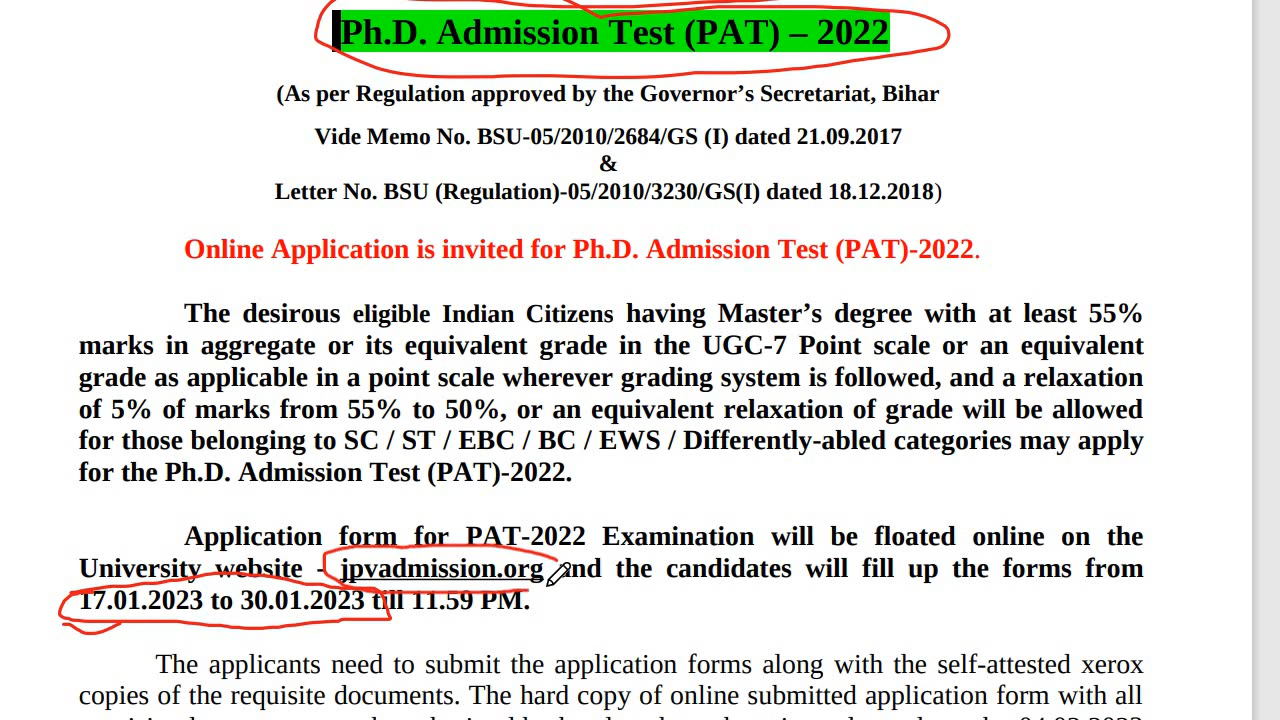 Ph.D. Admission Test (PAT) – 2022
(As per Regulation approved by the Governor’s Secretariat, Bihar
Vide Memo No. BSU-05/2010/2684/GS (I) dated 21.09.2017
&
Letter No. BSU (Regulation)-05/2010/3230/GS(I) dated 18.12.2018)
Online Application is invited for Ph.D. Admission Test (PAT)-2022.
The desirous eligible Indian Citizens having Master’s degree with at least 55%
marks in aggregate or its equivalent grade in the UGC-7 Point scale or an equivalent
grade as applicable in a point scale wherever grading system is followed, and a relaxation
of 5% of marks from 55% to 50%, or an equivalent relaxation of grade will be allowed
for those belonging to SC / ST / EBC / BC / EWS / Differently-abled categories may apply
for the Ph.D. Admission Test (PAT)-2022.
Application form for PAT-2022 Examination will be floated online on the
University website - jpvadmission.org and the candidates will fill up the forms from
17.01.2023 to 30.01.2023 till 11.59 PM.
The applicants need to submit the application forms along with the self-attested xerox
copies of the requisite documents. The hard copy of online submitted application form with all